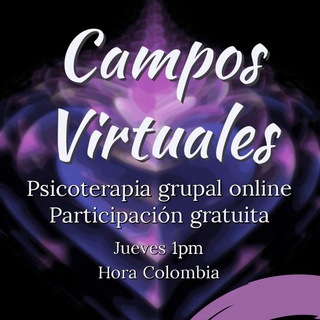 Campos
Virtuales
Psicoterapia grupal online
Participación gratuita
Jueves 1pm
Hora Colombia